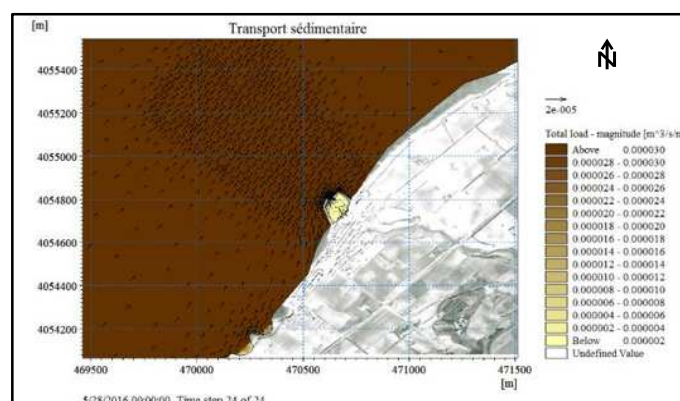 Transport sédimentaire
[m]
N
4055400
4055200
4055000
4054800
4054600
4054400
4054200
469500 470000 470500 471000 471500
[m]
2e-005
Total load - magnitude [m^3/s/m
Above 0.000030
0.000028 - 0.000030
0.000026 - 0.000028
0.000024 - 0.000026
0.000022 - 0.000024
0.000020 - 0.000022
0.000018 - 0.000020
0.000016 - 0.000018
0.000014 - 0.000016
0.000012 - 0.000014
0.000010 - 0.000012
0.000008 - 0.000010
0.000006 - 0.000008
0.000004 - 0.000006
0.000002 - 0.000004
Below 0.000002
Undefined Value
5/28/2016 00:00:00 Time step 24 of 24